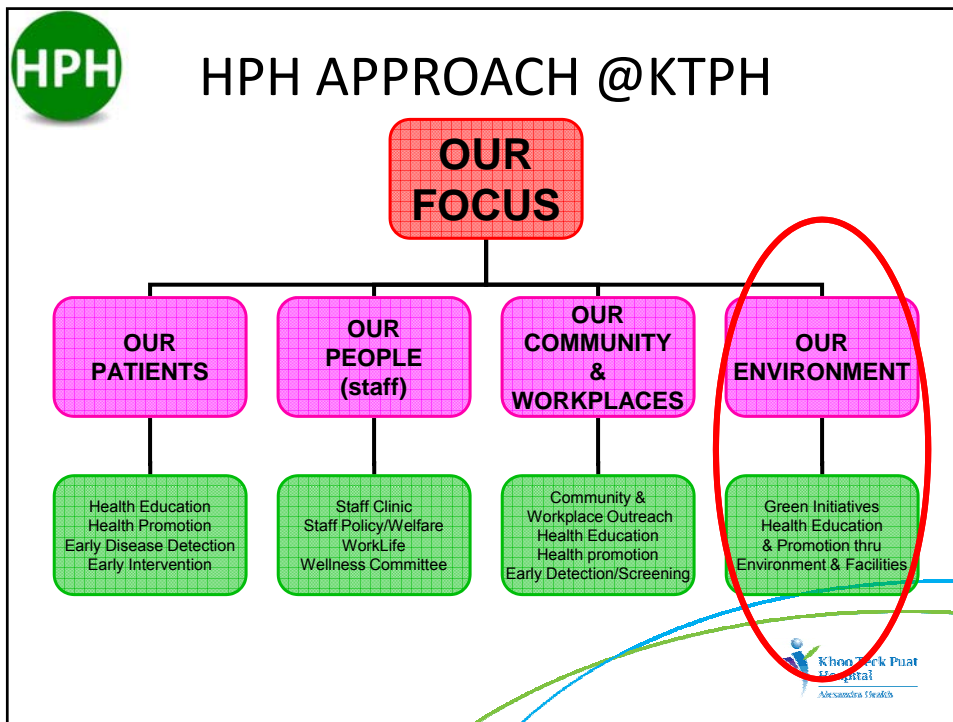 HPH
HPH APPROACH @KTPH
OUR
FOCUS
OUR
PATIENTS
OUR
PEOPLE
(staff)
OUR
COMMUNITY
&
WORKPLACES
OUR
ENVIRONMENT
Health Education
Health Promotion
Early Disease Detection
Early Intervention
Staff Clinic
Staff Policy/Welfare
WorkLife
Wellness Committee
Community &
Workplace Outreach
Health Education
Health promotion
Early Detection/Screening
Green Initiatives
Health Education
& Promotion thru
Environment & Facilities
Khoo Teck Puat
Hospital
Alexandra Health